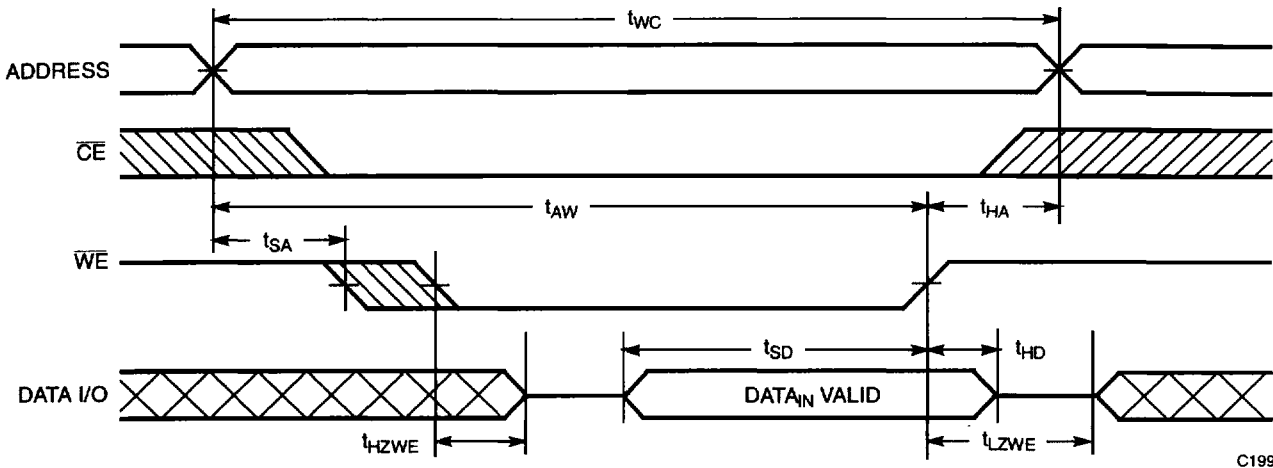 tWC
ADDRESS
CE
tAW
tHA
tSA
WE
tSD
tHD
DATA I/O
DATAIN VALID
tHZWE
tLZWE
C199